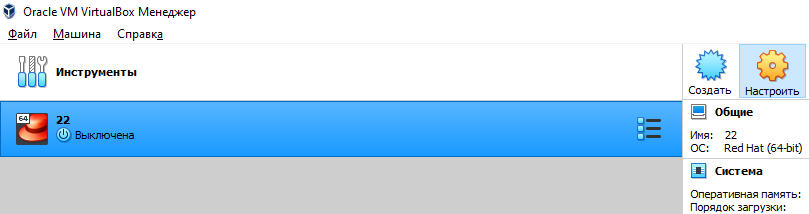 Oracle VM VirtualBox Менеджер
Файл Машина Справка
Инструменты
Создать Настроить
64 22
Выключена
Общие
Имя: 22
ОС: Red Hat (64-bit)
Система
Оперативная память:
Порядок загрузки: